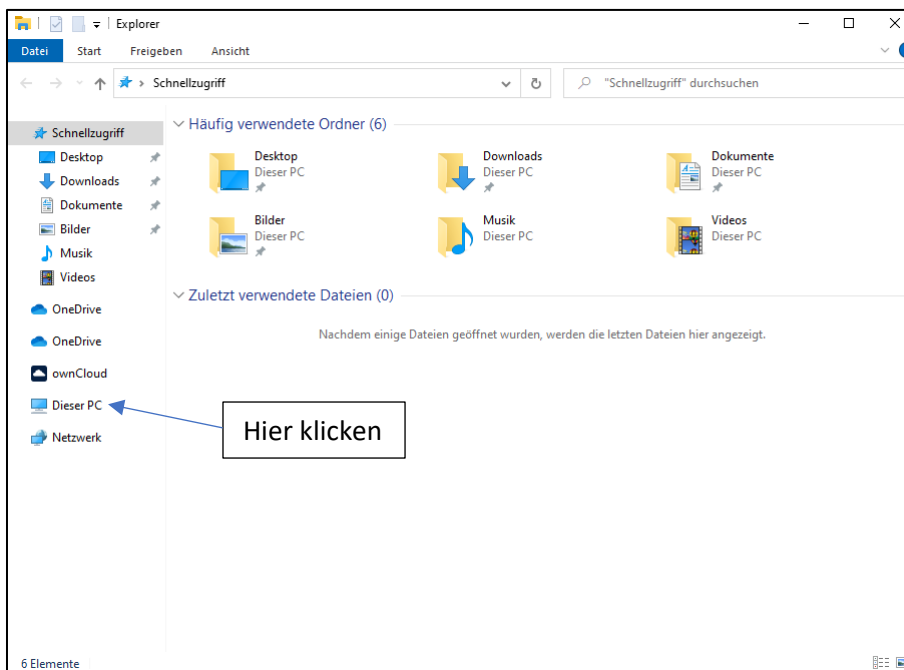 Explorer
Datei Start Freigeben Ansicht
Schnellzugriff "Schnellzugriff" durchsuchen
Schnellzugriff
Desktop
Downloads
Dokumente
Bilder
Musik
Videos
OneDrive
OneDrive
ownCloud
Dieser PC
Netzwerk
Häufig verwendete Ordner (6)
Desktop
Dieser PC
Downloads
Dieser PC
Dokumente
Dieser PC
Bilder
Dieser PC
Musik
Dieser PC
Videos
Dieser PC
Zuletzt verwendete Dateien (0)
Nachdem einige Dateien geöffnet wurden, werden die letzten Dateien hier angezeigt.
Hier klicken
6 Elemente